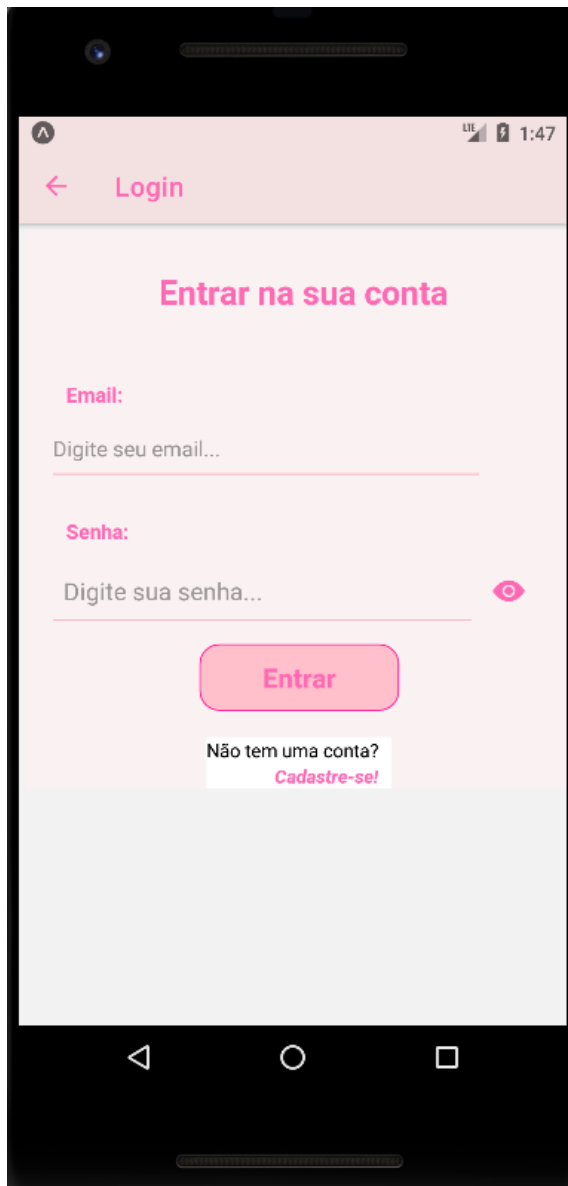 LTE 1:47
Login
Entrar na sua conta
Email:
Digite seu email...
Senha:
Digite sua senha...
Entrar
Não tem uma conta?
Cadastre-se!